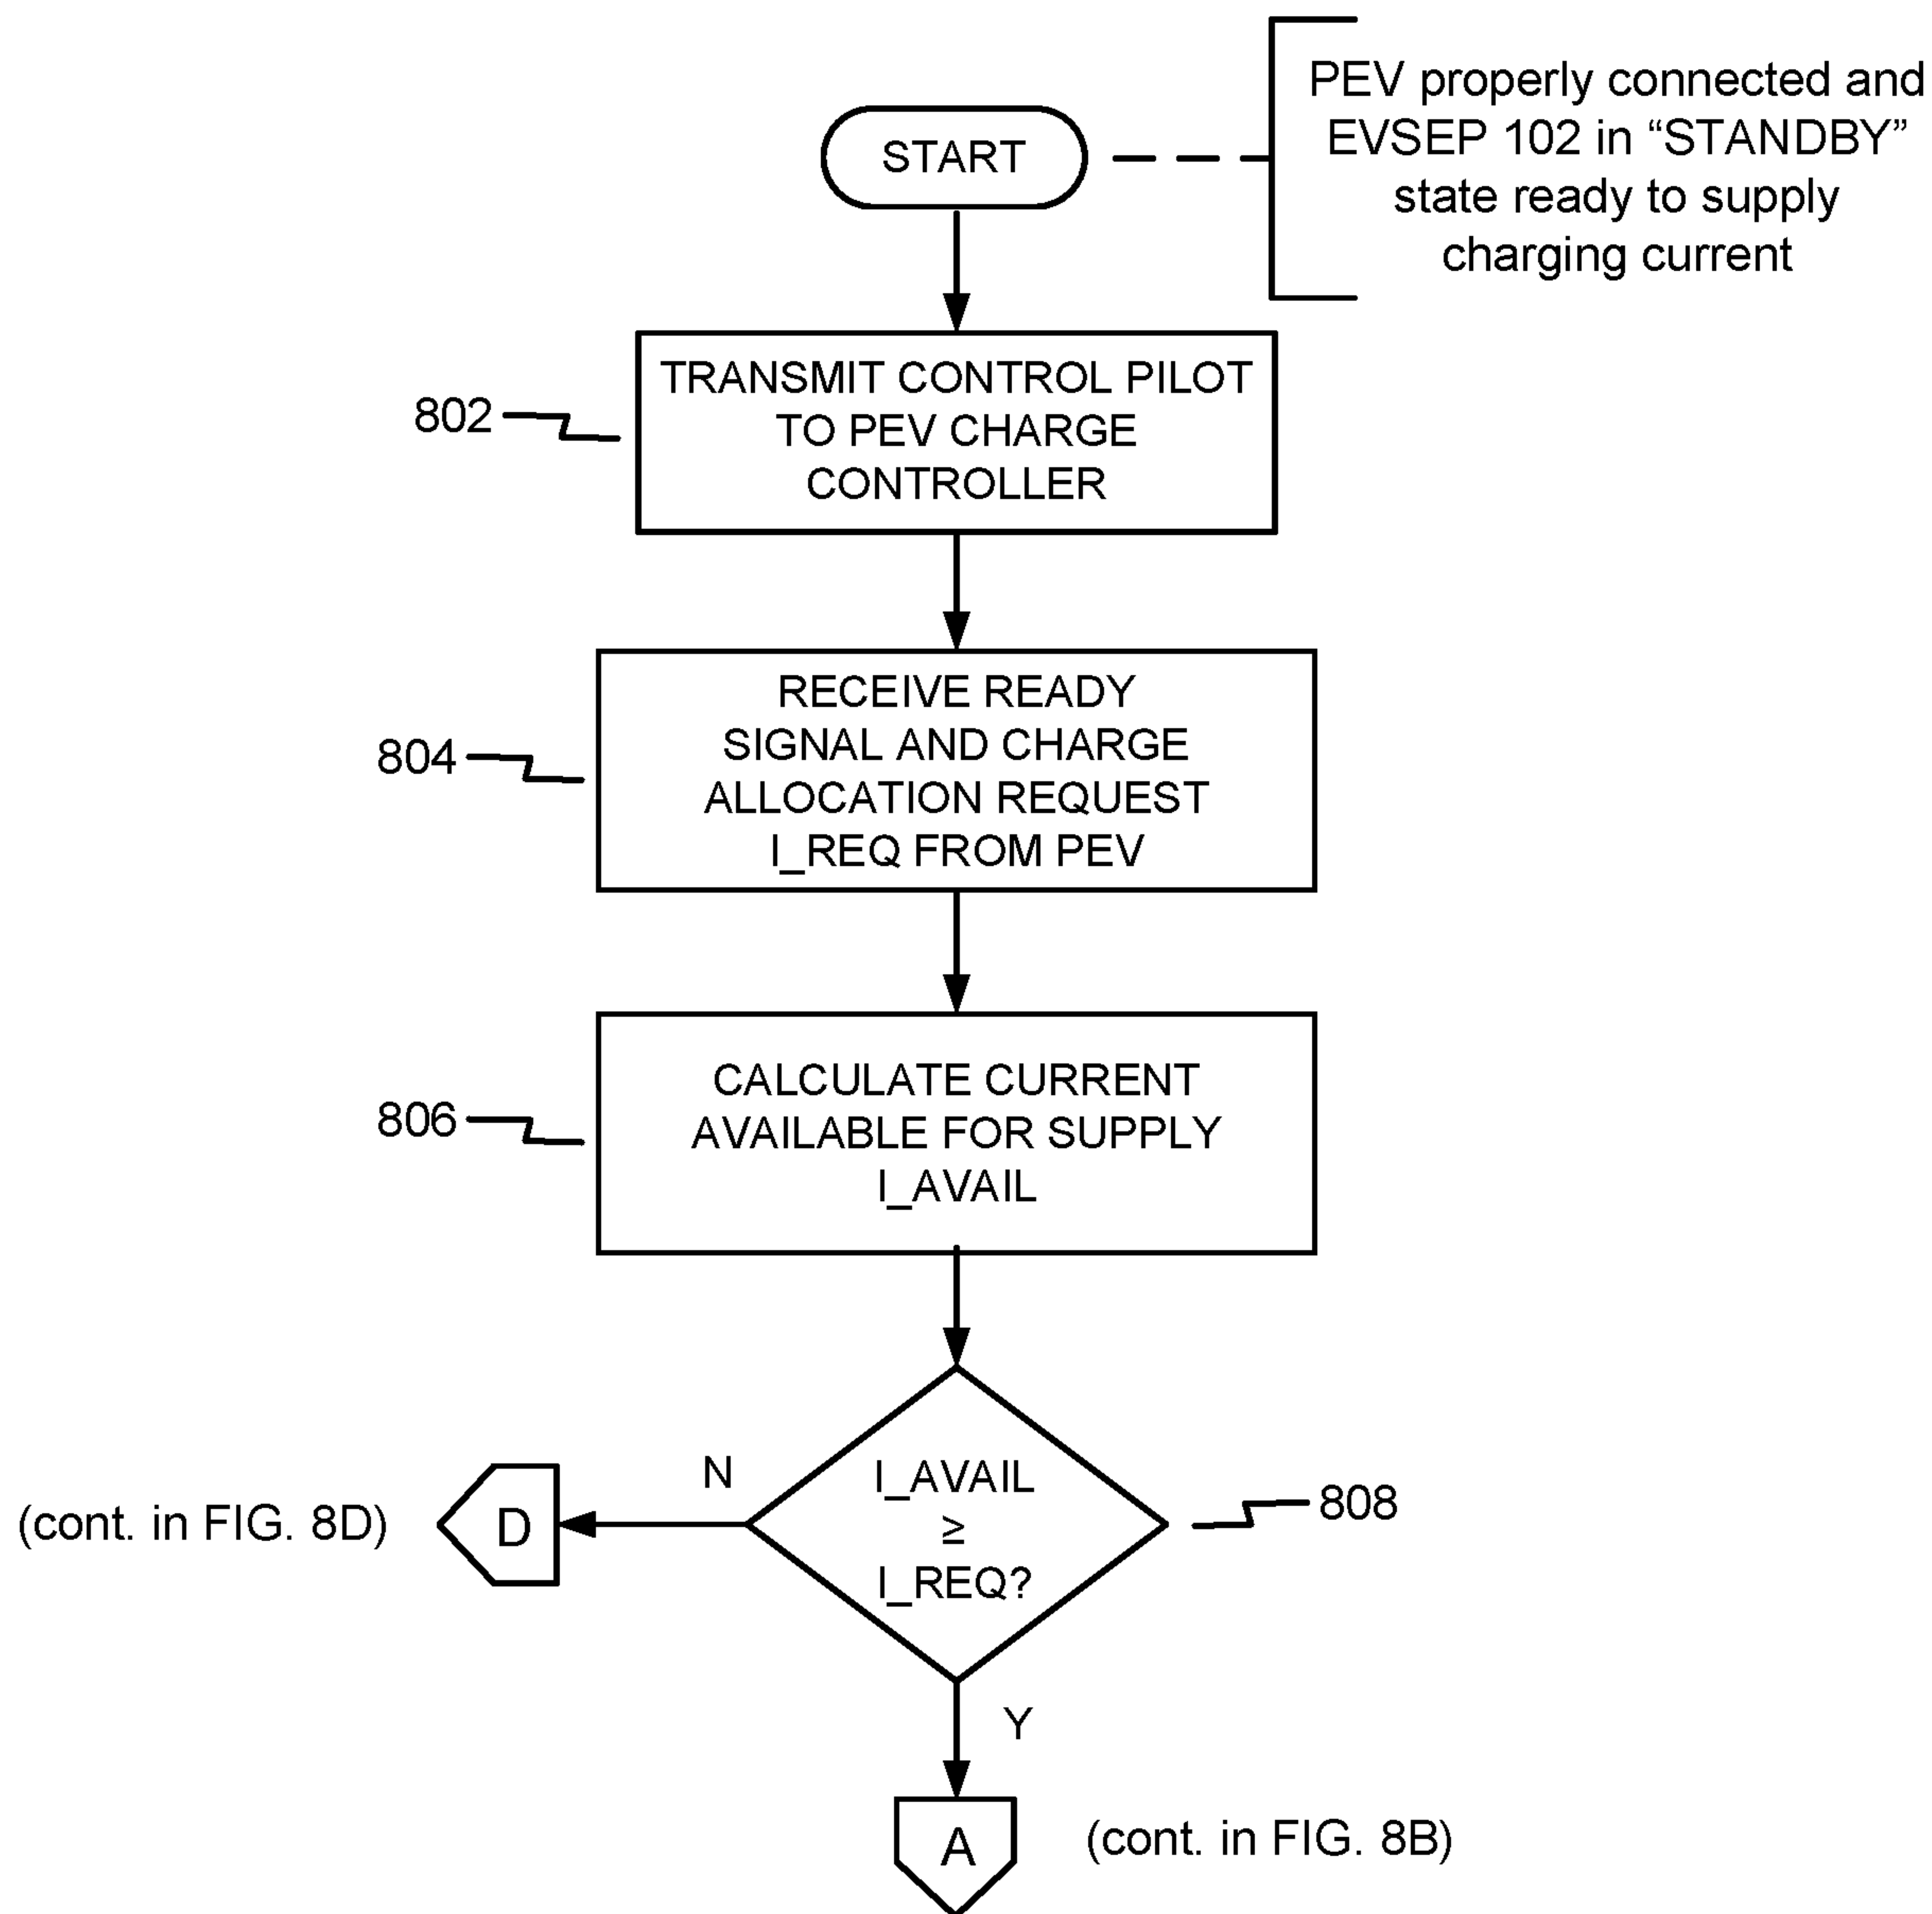 PEV properly connected and
EVSEP 102 in “STANDBY”
state ready to supply
charging current
START
TRANSMIT CONTROL PILOT
TO PEV CHARGE
CONTROLLER
802
RECEIVE READY
SIGNAL AND CHARGE
ALLOCATION REQUEST
I_REQ FROM PEV
804
CALCULATE CURRENT
AVAILABLE FOR SUPPLY
I_AVAIL
806
I_AVAIL
≥
I_REQ?
808
N
D
(cont. in FIG. 8D)
Y
A
(cont. in FIG. 8B)